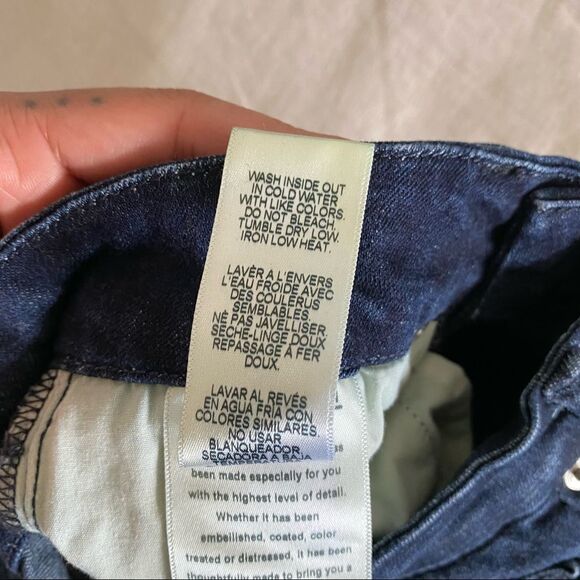 WASH INSIDE OUT
IN COLD WATER
WITH LIKE COLORS.
DO NOT BLEACH.
TUMBLE DRY LOW.
IRON LOW HEAT.
LAVÉR A L'ENVERS
L'EAU FROIDE AVEC
DES COULERUS
SEMBLABLES.
NE PAS JAVELLISER
SECHE-LINGE DOUX
REPASSAGE A FER
DOUX.
LAVAR AL REVÉS
EN AGUA FRIA CON
COLORES SIMILARES.
NO USAR
BLANQUEADOR.
SECADORA A BAJA
been made especially for you
with the highest level of detail.
Whether it has been
embellished, coated, color
treated or distressed, it has been
thoughtfully made to bring you a